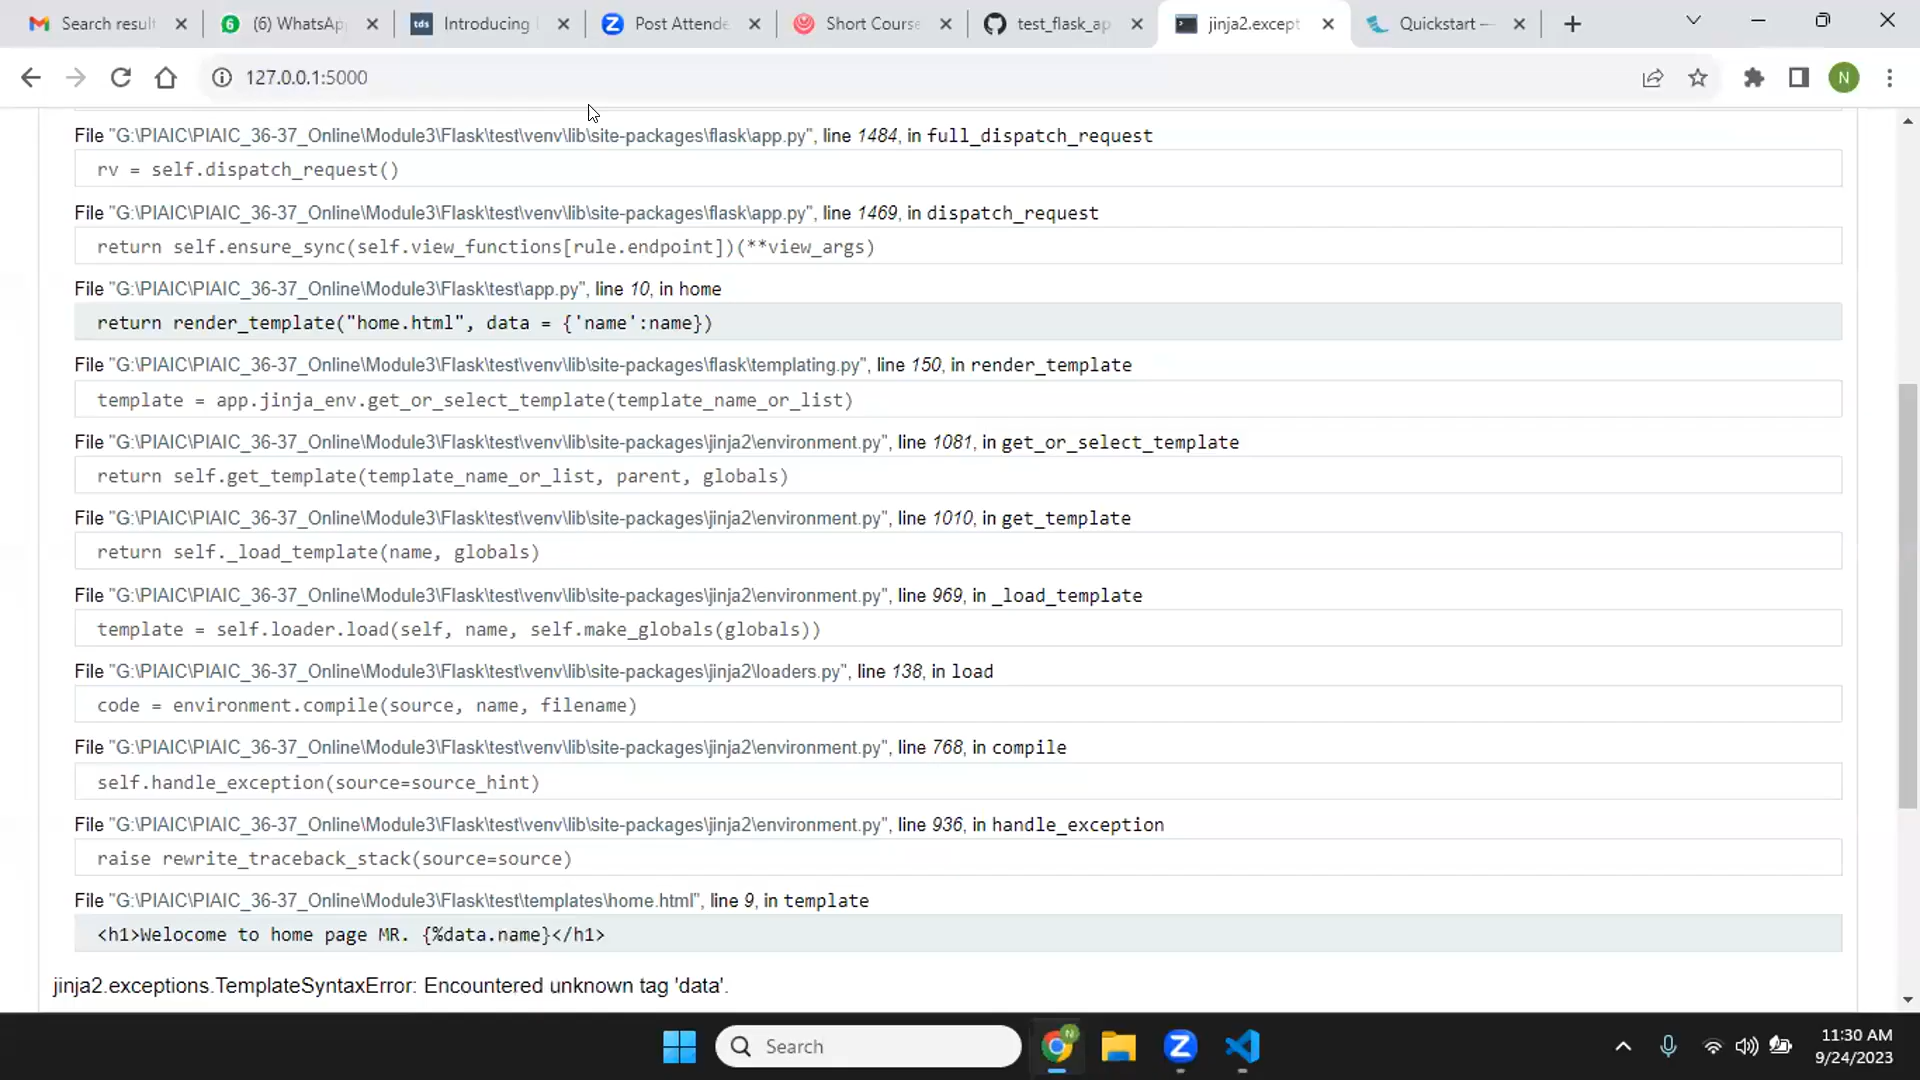 Search result
(6) WhatsAp
tds Introducing
Post Attende
Short Course
test_flask_ap
jinja2.except
Quickstart —
127.0.0.1:5000
N
File "G:\PIAIC\PIAIC_36-37_Online\Module3\Flask\test\venv\lib\site-packages\flask\app.py", line 1484, in full_dispatch_request
rv = self.dispatch_request()
File "G:\PIAIC\PIAIC_36-37_Online\Module3\Flask\test\venv\lib\site-packages\flask\app.py", line 1469, in dispatch_request
return self.ensure_sync(self.view_functions[rule.endpoint])(**view_args)
File "G:\PIAIC\PIAIC_36-37_Online\Module3\Flask\test\app.py", line 10, in home
return render_template("home.html", data = {'name':name})
File "G:\PIAIC\PIAIC_36-37_Online\Module3\Flask\test\venv\lib\site-packages\flask\templating.py", line 150, in render_template
template = app.jinja_env.get_or_select_template(template_name_or_list)
File "G:\PIAIC\PIAIC_36-37_Online\Module3\Flask\test\venv\lib\site-packages\jinja2\environment.py", line 1081, in get_or_select_template
return self.get_template(template_name_or_list, parent, globals)
File "G:\PIAIC\PIAIC_36-37_Online\Module3\Flask\test\venv\lib\site-packages\jinja2\environment.py", line 1010, in get_template
return self._load_template(name, globals)
File "G:\PIAIC\PIAIC_36-37_Online\Module3\Flask\test\venv\lib\site-packages\jinja2\environment.py", line 969, in _load_template
template = self.loader.load(self, name, self.make_globals(globals))
File "G:\PIAIC\PIAIC_36-37_Online\Module3\Flask\test\venv\lib\site-packages\jinja2\loaders.py", line 138, in load
code = environment.compile(source, name, filename)
File "G:\PIAIC\PIAIC_36-37_Online\Module3\Flask\test\venv\lib\site-packages\jinja2\environment.py", line 768, in compile
self.handle_exception(source=source_hint)
File "G:\PIAIC\PIAIC_36-37_Online\Module3\Flask\test\venv\lib\site-packages\jinja2\environment.py", line 936, in handle_exception
raise rewrite_traceback_stack(source=source)
File "G:\PIAIC\PIAIC_36-37_Online\Module3\Flask\test\templates\home.html", line 9, in template
<h1>Welocome to home page MR. {%data.name}</h1>
jinja2.exceptions.TemplateSyntaxError: Encountered unknown tag 'data'.
Search
11:30 AM
9/24/2023